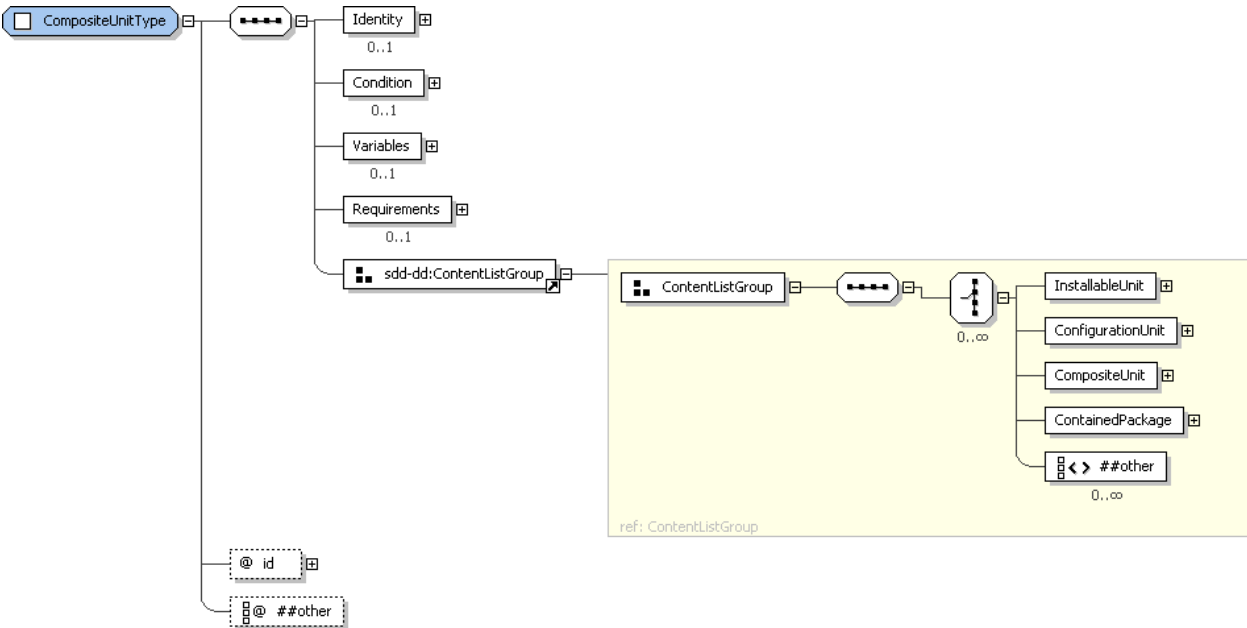 CompositeUnitType
Identity
0..1
Condition
0..1
Variables
0..1
Requirements
0..1
sdd-dd:ContentListGroup
ContentListGroup
0..∞
InstallableUnit
ConfigurationUnit
CompositeUnit
ContainedPackage
##other
0..∞
ref: ContentListGroup
@ id
@ ##other